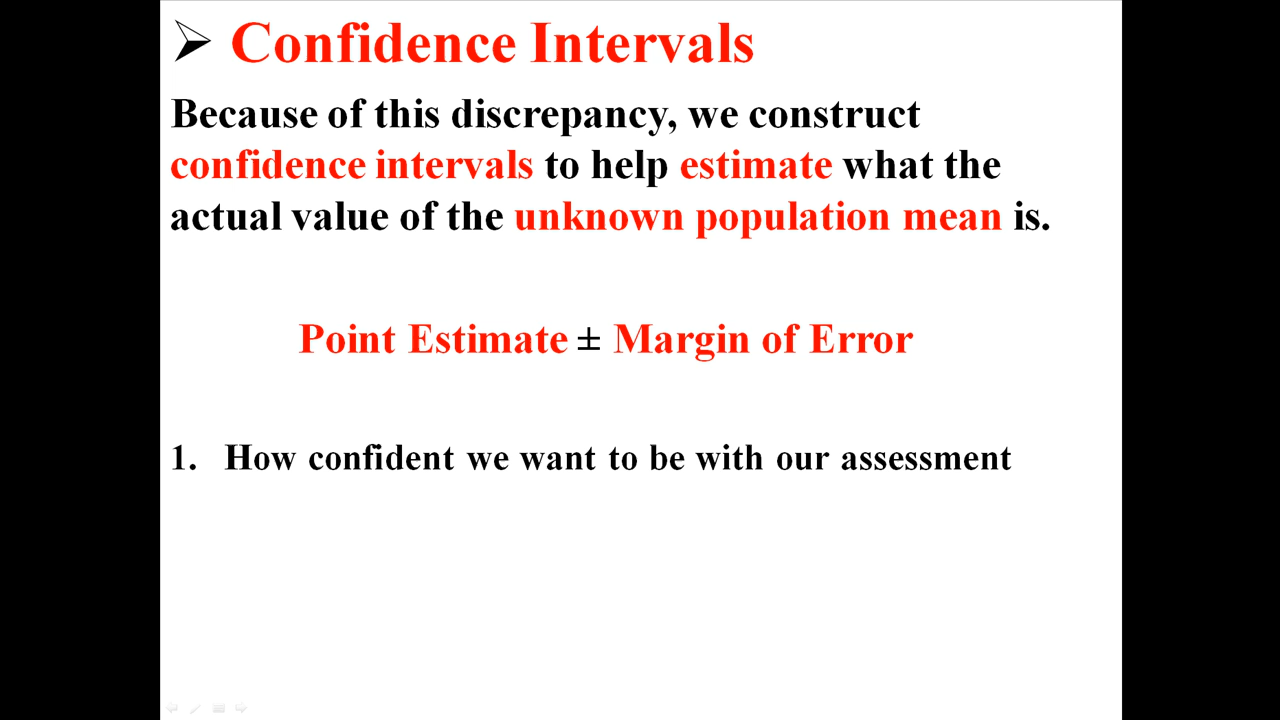 Confidence Intervals
Because of this discrepancy, we construct
confidence intervals to help estimate what the
actual value of the unknown population mean is.
Point Estimate ± Margin of Error
1. How confident we want to be with our assessment